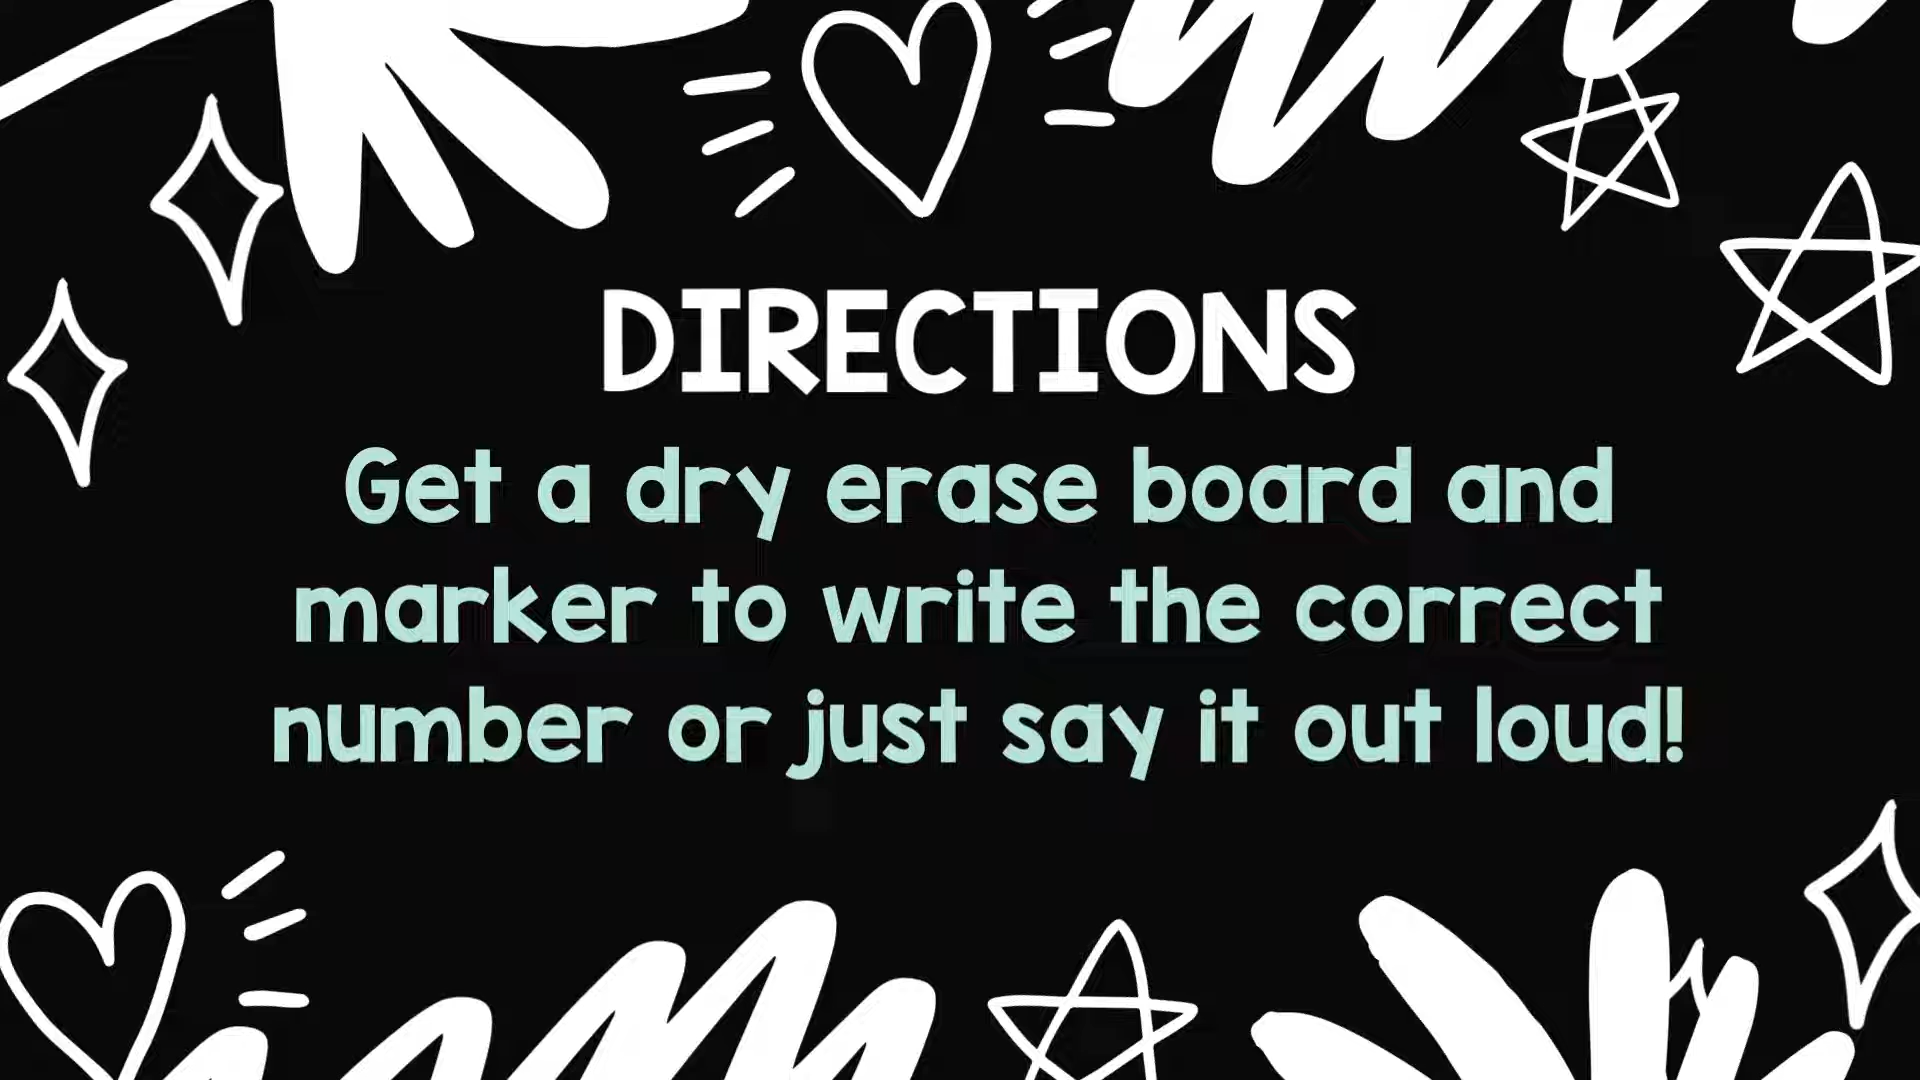 DIRECTIONS
Get a dry erase board and
marker to write the correct
number or just say it out loud!